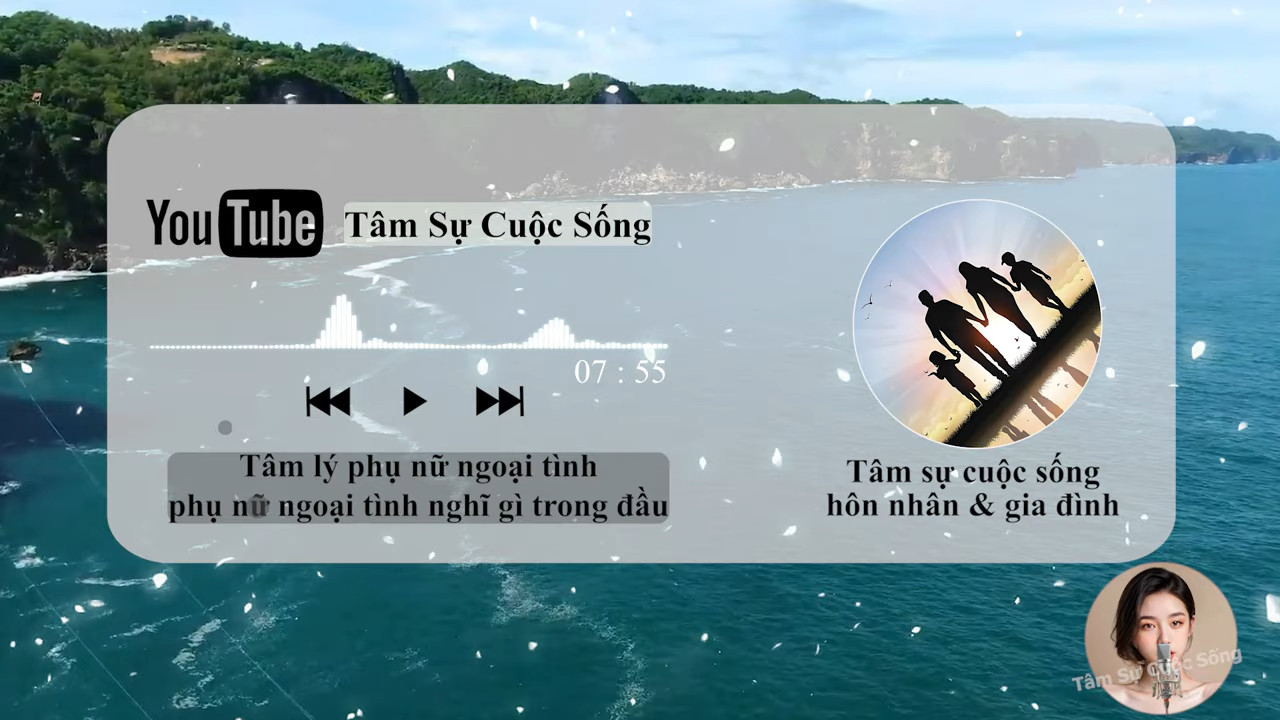 YouTube Tâm Sự Cuộc Sống
07 : 55
Tâm lý phụ nữ ngoại tình
phụ nữ ngoại tình nghĩ gì trong đầu
Tâm sự cuộc sống
hôn nhân & gia đình
Tâm Sự Cuộc Sống